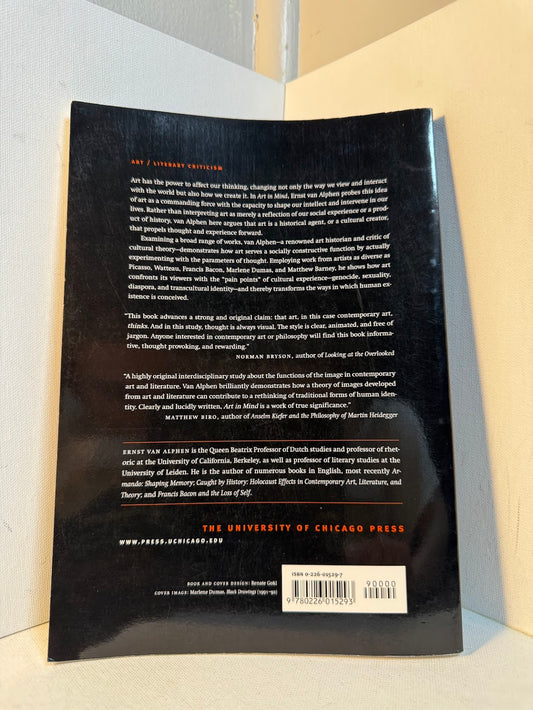 ART / LITERARY CRITICISM
Art has the power to affect our thinking, changing not only the way we view and interact
with the world but also how we create it. In Art in Mind, Ernst van Alphen probes this idea
of art as a commanding force with the capacity to shape our intellect and intervene in our
lives. Rather than interpreting art as merely a reflection of our social experience or a prod-
uct of history, van Alphen here argues that art is a historical agent, or a cultural creator,
that propels thought and experience forward.
Examining a broad range of works, van Alphen—a renowned art historian and critic of
cultural theory—demonstrates how art serves a socially constructive function by actually
experimenting with the parameters of thought. Employing work from artists as diverse as
Picasso, Watteau, Francis Bacon, Marlene Dumas, and Matthew Barney, he shows how art
confronts its viewers with the "pain points" of cultural experience—genocide, sexuality,
diaspora, and transcultural identity—and thereby transforms the ways in which human ex-
istence is conceived.
"This book advances a strong and original claim: that art, in this case contemporary art,
thinks. And in this study, thought is always visual. The style is clear, animated, and free of
jargon. Anyone interested in contemporary art or philosophy will find this book informa-
tive, thought provoking, and rewarding."
NORMAN BRYSON, author of Looking at the Overlooked
"A highly original interdisciplinary study about the functions of the image in contemporary
art and literature. Van Alphen brilliantly demonstrates how a theory of images developed
from art and literature can contribute to a rethinking of traditional forms of human iden-
tity. Clearly and lucidly written, Art in Mind is a work of true significance."
MATTHEW BIRO, author of Anselm Kiefer and the Philosophy of Martin Heidegger
ERNST VAN ALPHEN is the Queen Beatrix Professor of Dutch studies and professor of rhet-
oric at the University of California, Berkeley, as well as professor of literary studies at the
University of Leiden. He is the author of numerous books in English, most recently Ar-
mando: Shaping Memory; Caught by History: Holocaust Effects in Contemporary Art, Literature, and
Theory; and Francis Bacon and the Loss of Self.
THE UNIVERSITY OF CHICAGO PRESS
WWW.PRESS.UCHICAGO.EDU
BOOK AND COVER DESIGN: Renate Gokl
COVER IMAGE: Marlene Dumas, Black Drawings (1991–92)
ISBN 0-226-01529-7
90000
9 780226 015293